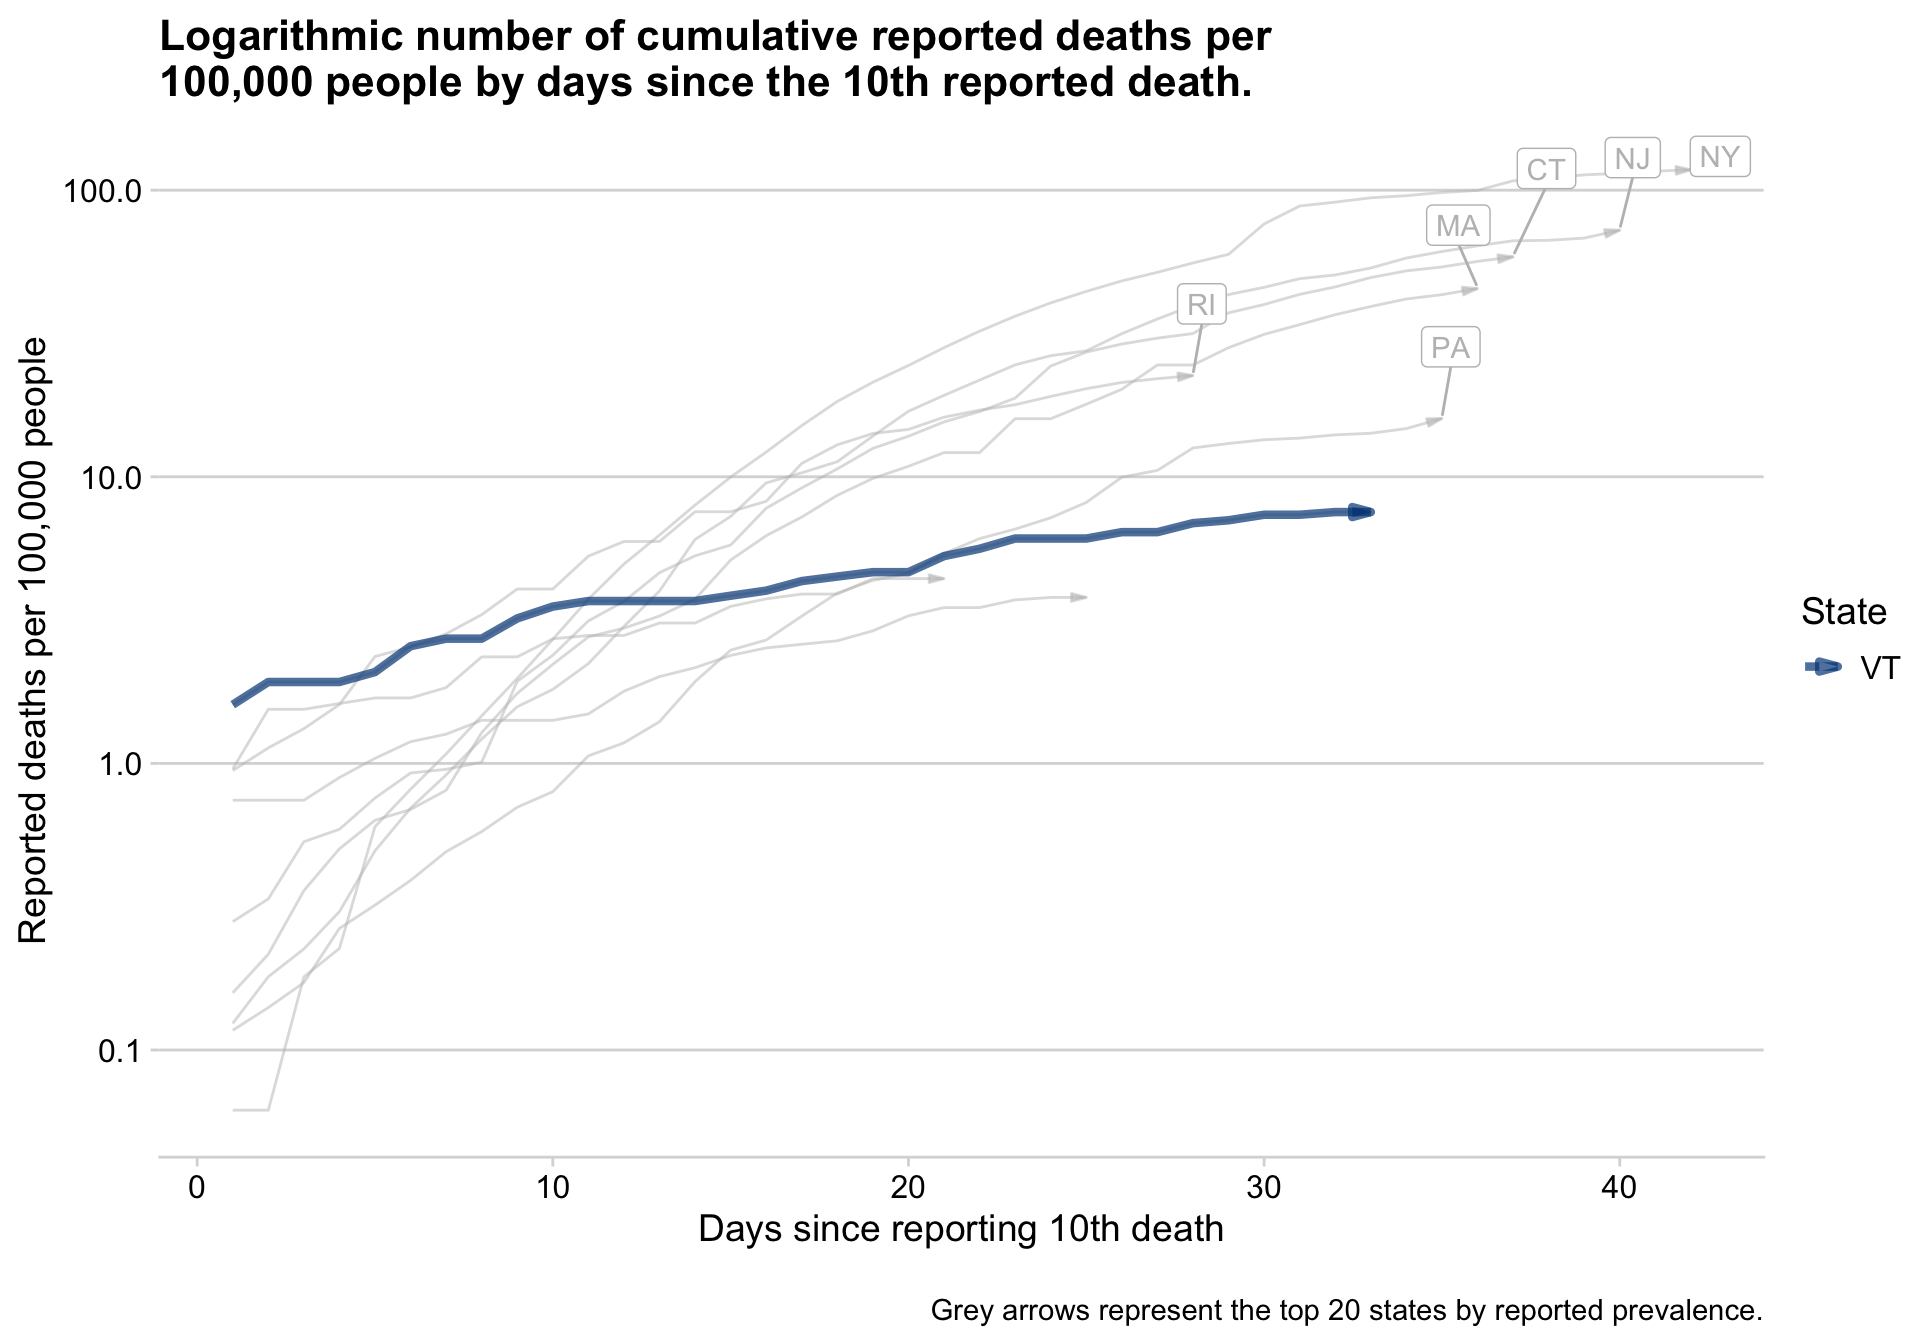 Logarithmic number of cumulative reported deaths per
100,000 people by days since the 10th reported death.
Reported deaths per 100,000 people
100.0
10.0
1.0
0.1
NY
NJ
CT
MA
RI
PA
State
VT
0 10 20 30 40
Days since reporting 10th death
Grey arrows represent the top 20 states by reported prevalence.